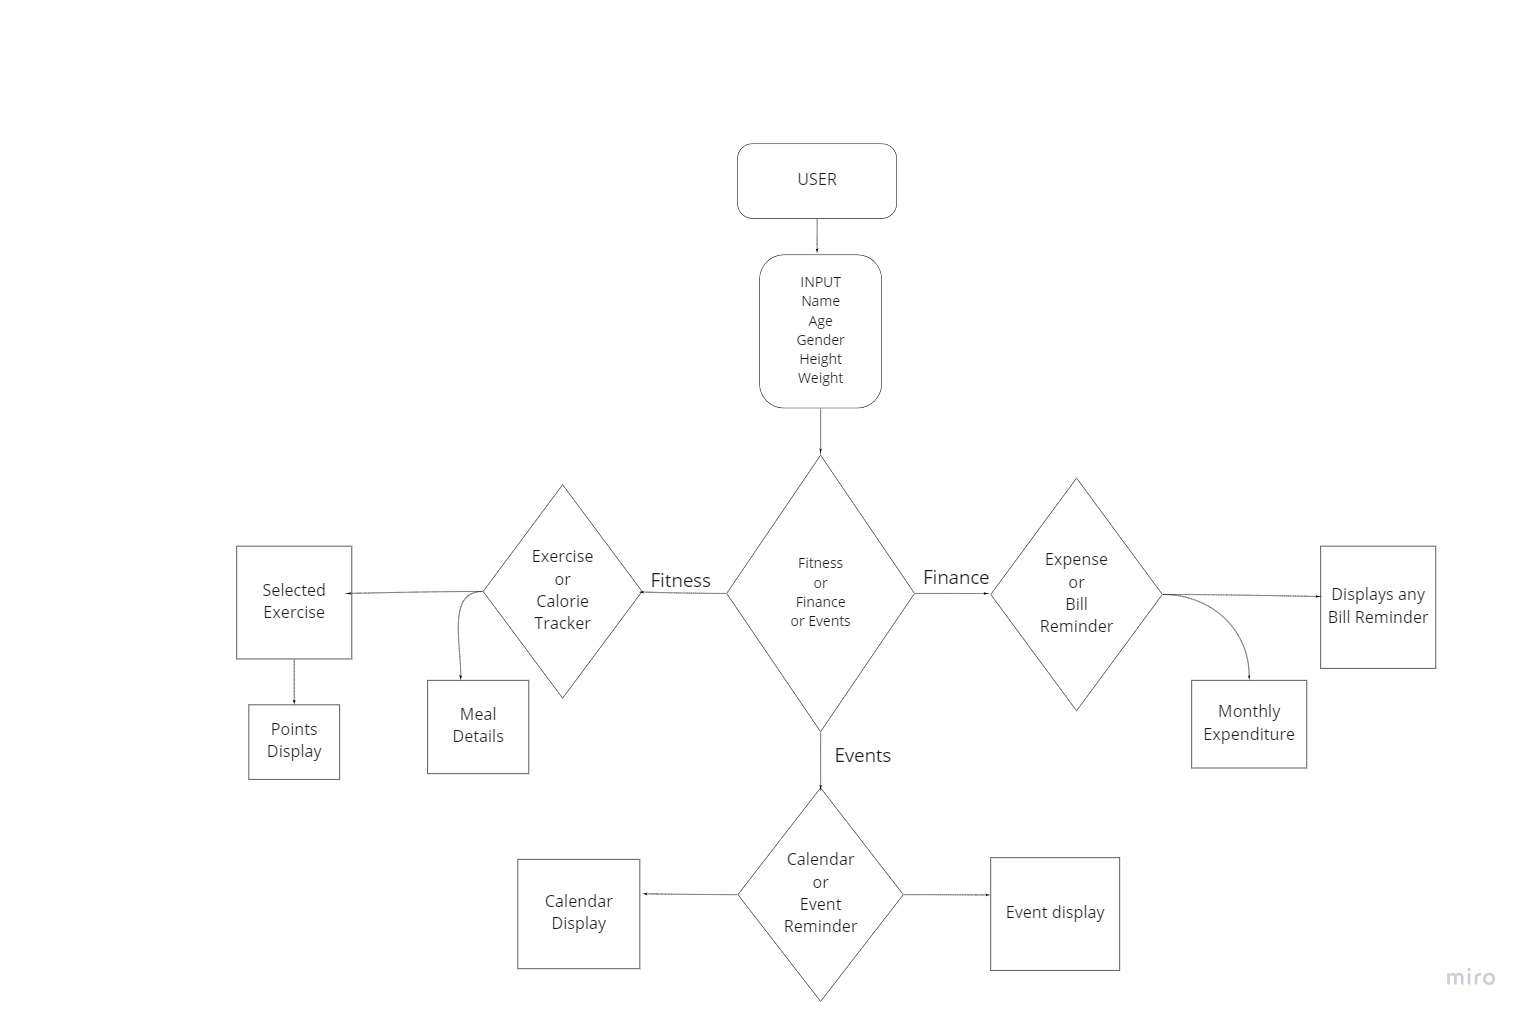 USER
INPUT
Name
Age
Gender
Height
Weight
Fitness
or
Finance
or Events
Fitness
Exercise
or
Calorie
Tracker
Selected
Exercise
Points
Display
Meal
Details
Finance
Expense
or
Bill
Reminder
Displays any
Bill Reminder
Monthly
Expenditure
Events
Calendar
or
Event
Reminder
Calendar
Display
Event display
miro